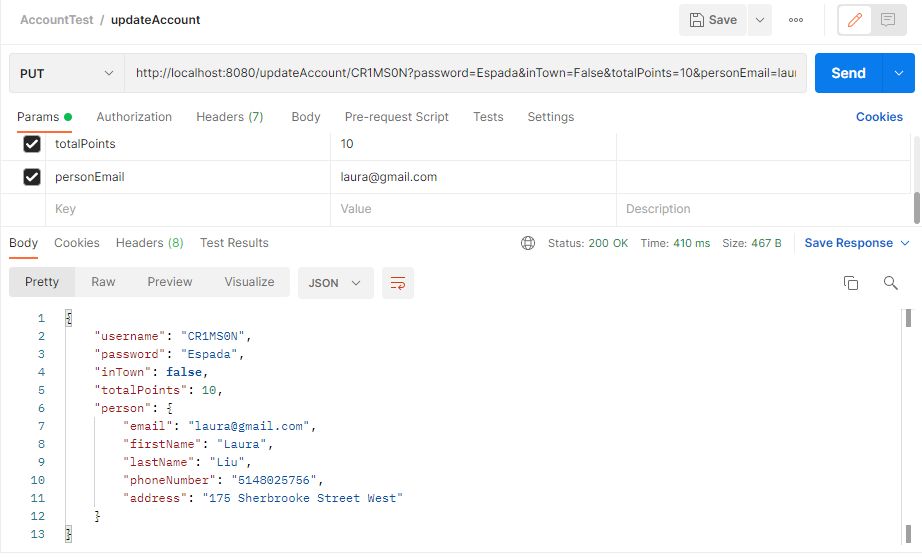 AccountTest / updateAccount
Save
PUT
http://localhost:8080/updateAccount/CR1MS0N?password=Espada&inTown=False&totalPoints=10&personEmail=lau
Send
Params Authorization Headers (7) Body Pre-request Script Tests Settings Cookies
totalPoints 10
personEmail laura@gmail.com
Key Value Description
Body Cookies Headers (8) Test Results Status: 200 OK Time: 410 ms Size: 467 B Save Response
Pretty Raw Preview Visualize JSON
1 {
2 "username": "CR1MS0N",
3 "password": "Espada",
4 "inTown": false,
5 "totalPoints": 10,
6 "person": {
7 "email": "laura@gmail.com",
8 "firstName": "Laura",
9 "lastName": "Liu",
10 "phoneNumber": "5148025756",
11 "address": "175 Sherbrooke Street West"
12 }
13 }